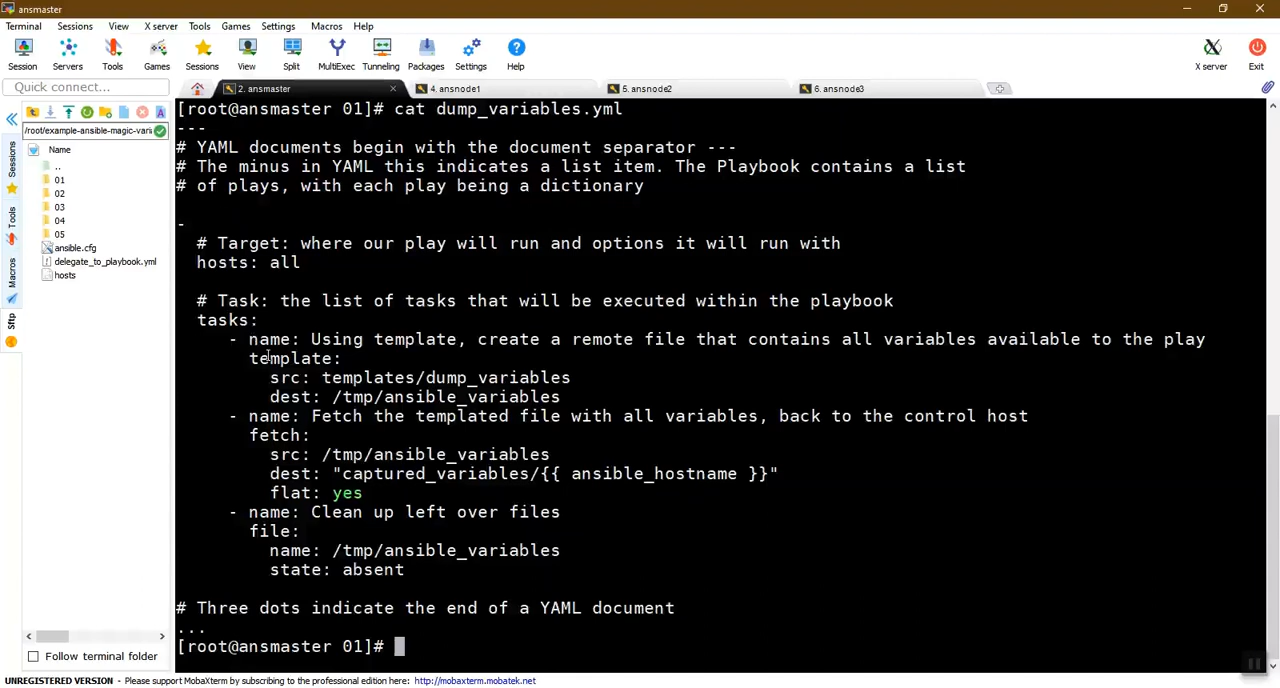 ansmaster
Terminal Sessions View X server Tools Games Settings Macros Help
Session Servers Tools Games Sessions View Split MultiExec Tunneling Packages Settings Help X server Exit
Quick connect... 2. ansmaster 4. ansnode1 5. ansnode2 6. ansnode3
/root/example-ansible-magic-vari
Name
..
01
02
03
04
05
ansible.cfg
delegate_to_playbook.yml
hosts
Sessions
Tools
Macros
Sftp
[root@ansmaster 01]# cat dump_variables.yml
---
# YAML documents begin with the document separator ---
# The minus in YAML this indicates a list item. The Playbook contains a list
# of plays, with each play being a dictionary
-
# Target: where our play will run and options it will run with
hosts: all
# Task: the list of tasks that will be executed within the playbook
tasks:
- name: Using template, create a remote file that contains all variables available to the play
template:
src: templates/dump_variables
dest: /tmp/ansible_variables
- name: Fetch the templated file with all variables, back to the control host
fetch:
src: /tmp/ansible_variables
dest: "captured_variables/{{ ansible_hostname }}"
flat: yes
- name: Clean up left over files
file:
name: /tmp/ansible_variables
state: absent
# Three dots indicate the end of a YAML document
...
[root@ansmaster 01]#
Follow terminal folder
UNREGISTERED VERSION - Please support MobaXterm by subscribing to the professional edition here: http://mobaxterm.mobatek.net